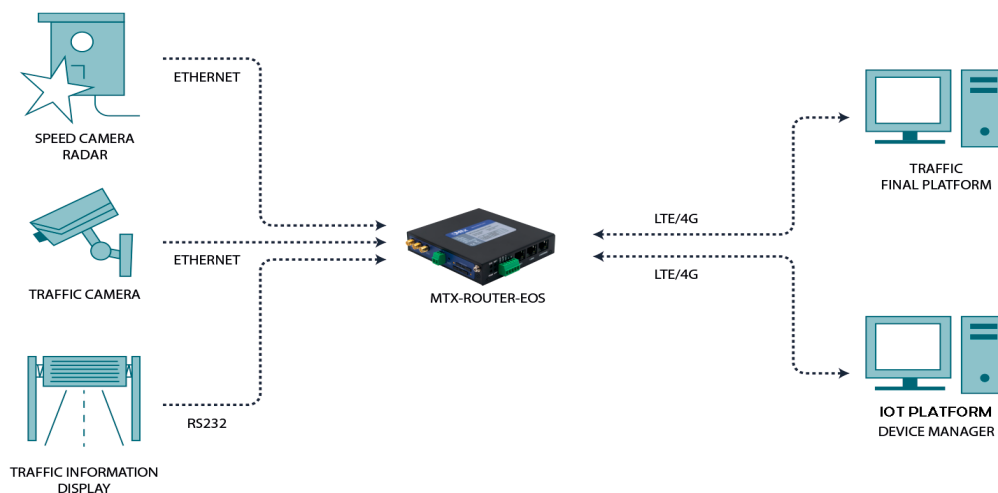 ETHERNET
SPEED CAMERA
RADAR
ETHERNET
TRAFFIC CAMERA
RS232
TRAFFIC INFORMATION
DISPLAY
MTX-ROUTER-EOS
LTE/4G
LTE/4G
TRAFFIC
FINAL PLATFORM
IOT PLATFORM
DEVICE MANAGER